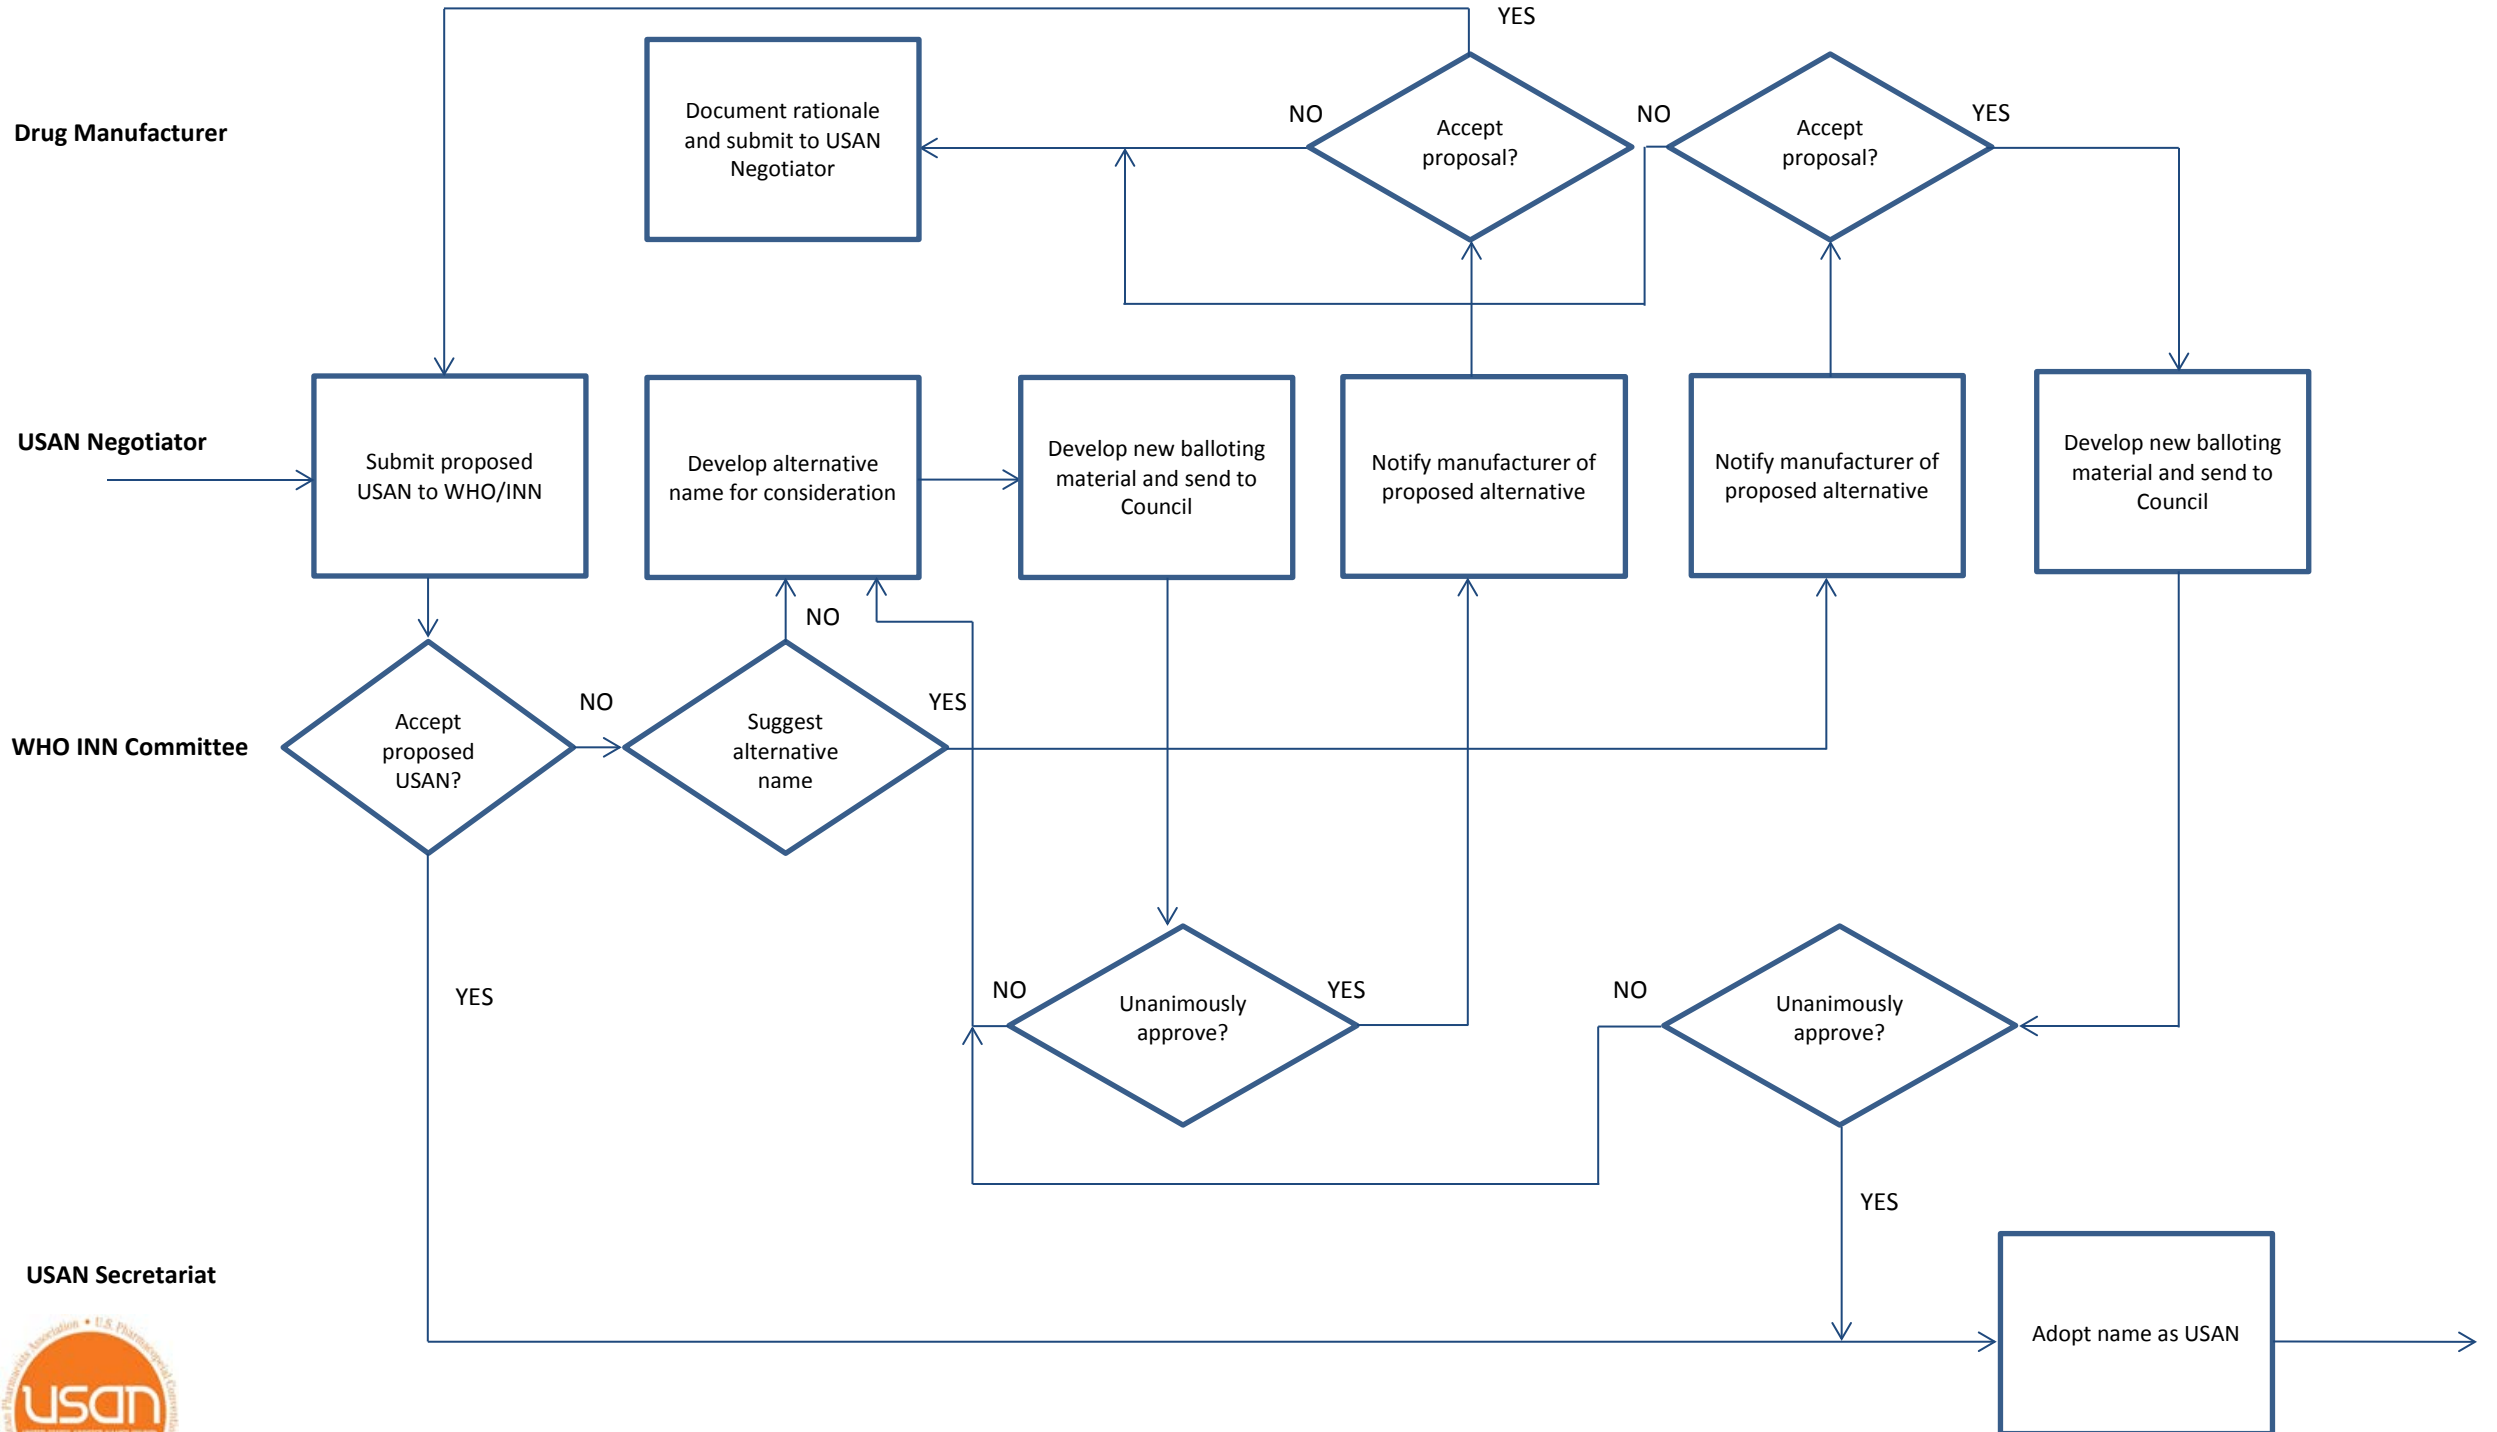 YES
Document rationale
and submit to USAN
Negotiator
NO
Accept
proposal?
NO
Accept
proposal?
YES
Drug Manufacturer
USAN Negotiator
Submit proposed
USAN to WHO/INN
Develop alternative
name for consideration
Develop new balloting
material and send to
Council
Notify manufacturer of
proposed alternative
Notify manufacturer of
proposed alternative
Develop new balloting
material and send to
Council
NO
WHO INN Committee
Accept
proposed
USAN?
NO
Suggest
alternative
name
YES
YES
NO
Unanimously
approve?
YES
NO
Unanimously
approve?
YES
USAN Secretariat
Adopt name as USAN
Pharmacists Association • U.S. Pharmacopeial
usan